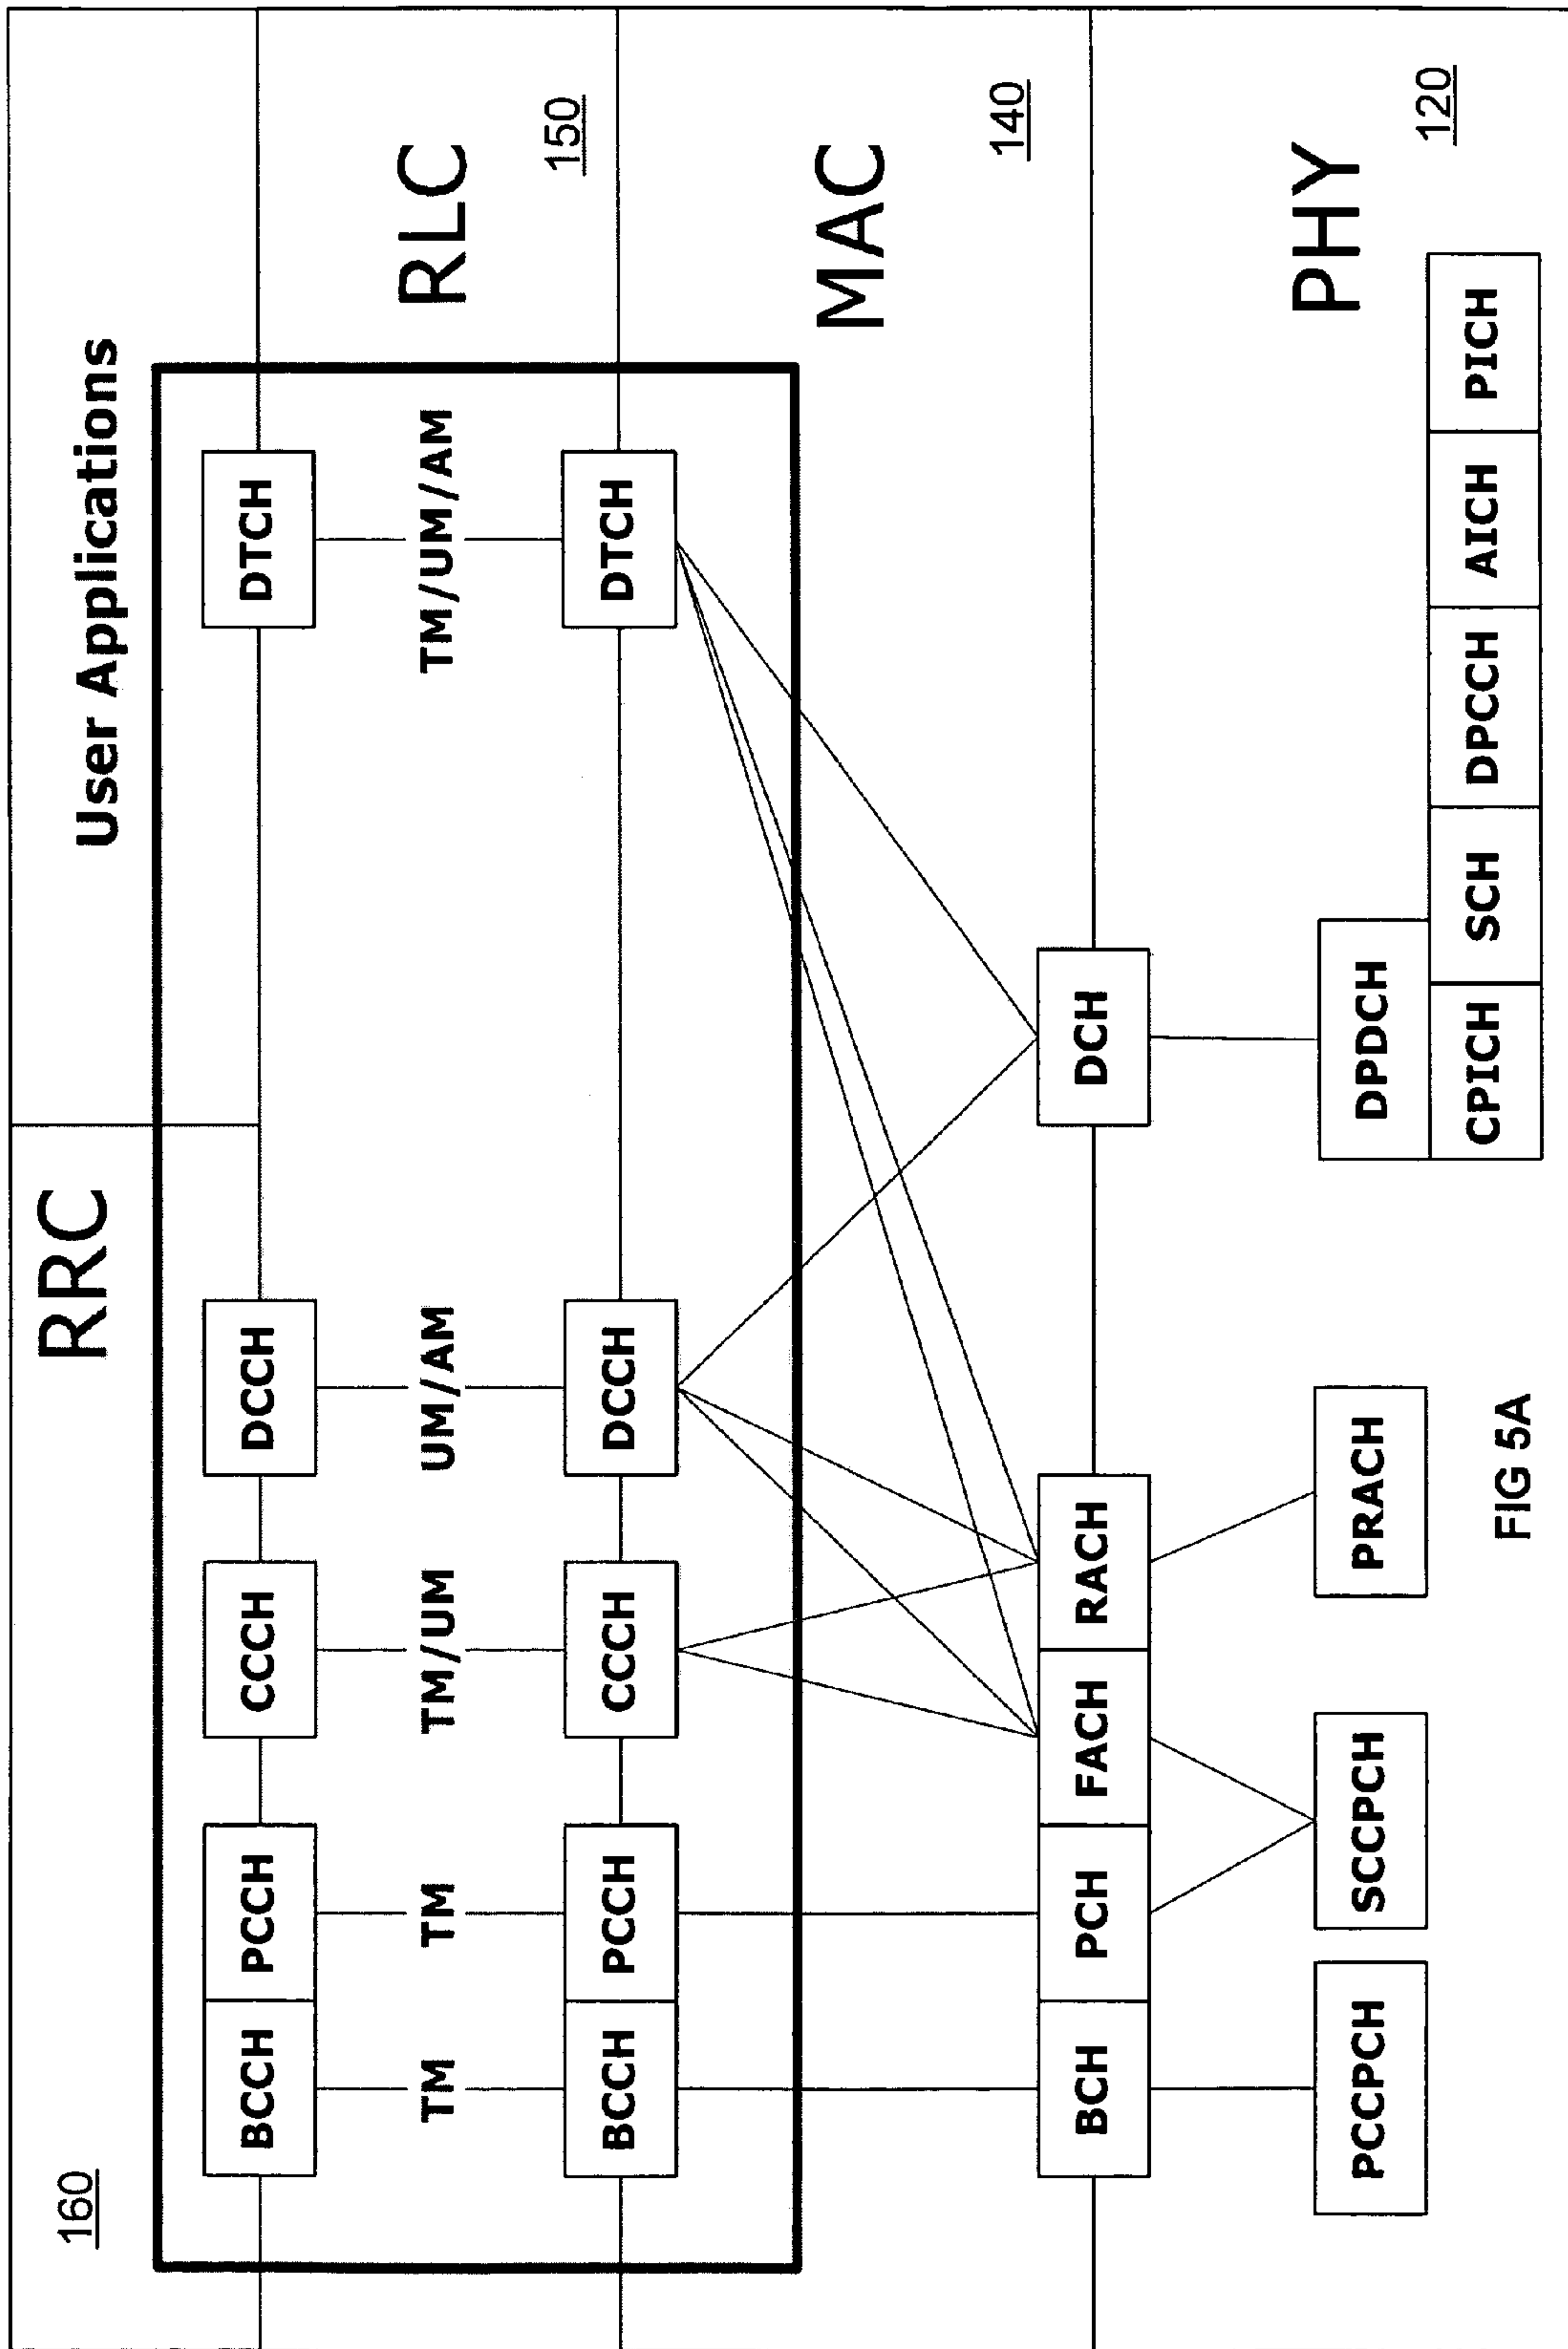 160
RRC
User Applications
BCCH PCCH CCCH DCCH DTCH
TM TM TM/UM UM/AM TM/UM/AM
RLC
150
BCCH PCCH CCCH DCCH DTCH
MAC
140
BCH PCH FACH RACH DCH
PHY
120
PCCPCH SCCPCH PRACH DPDCH
CPICH SCH DPCCH AICH PICH
FIG 5A